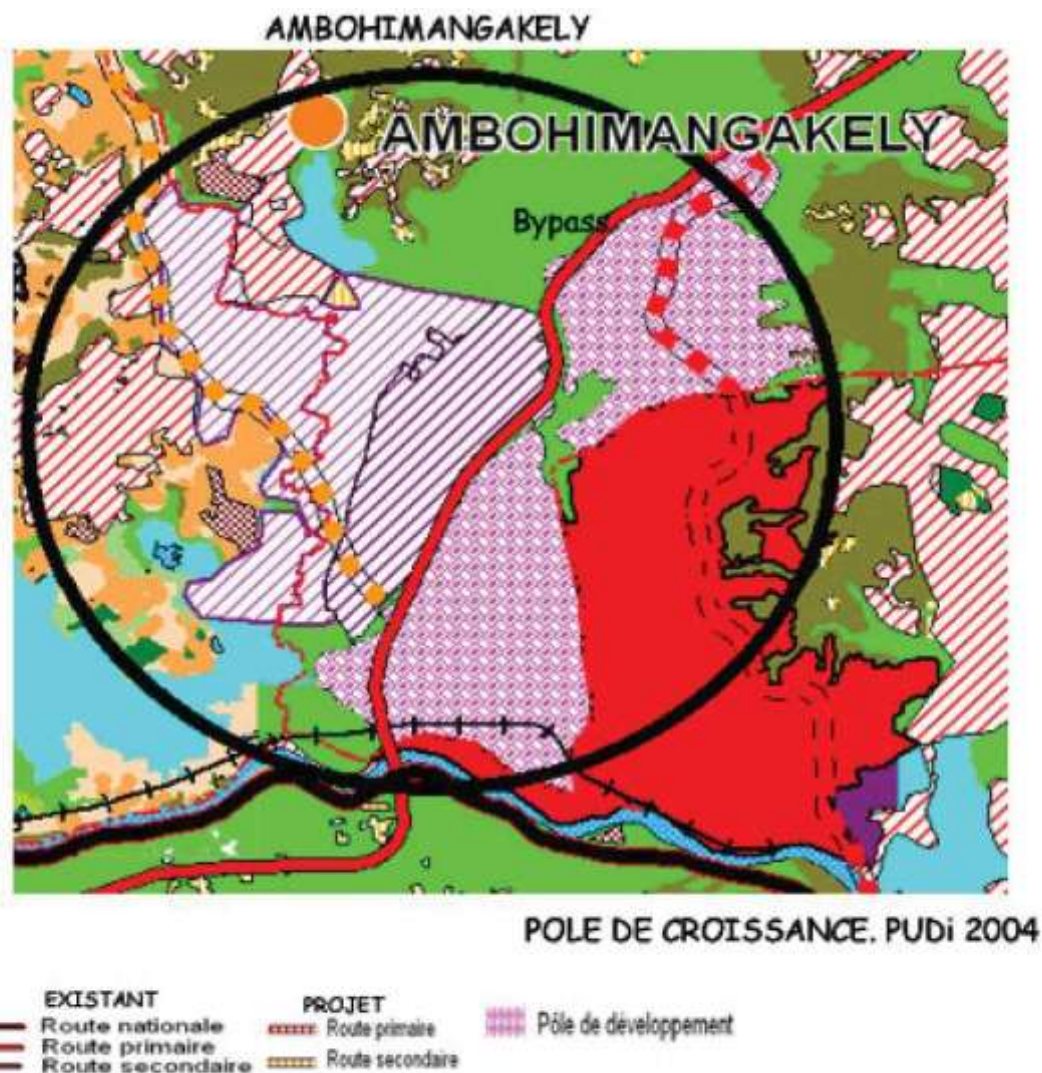 AMBOHIMANGAKELY
AMBOHIMANGAKELY
Bypass
POLE DE CROISSANCE. PUDi 2004
EXISTANT
Route nationale
Route primaire
Route secondaire
PROJET
Route primaire
Route secondaire
Pôle de développement